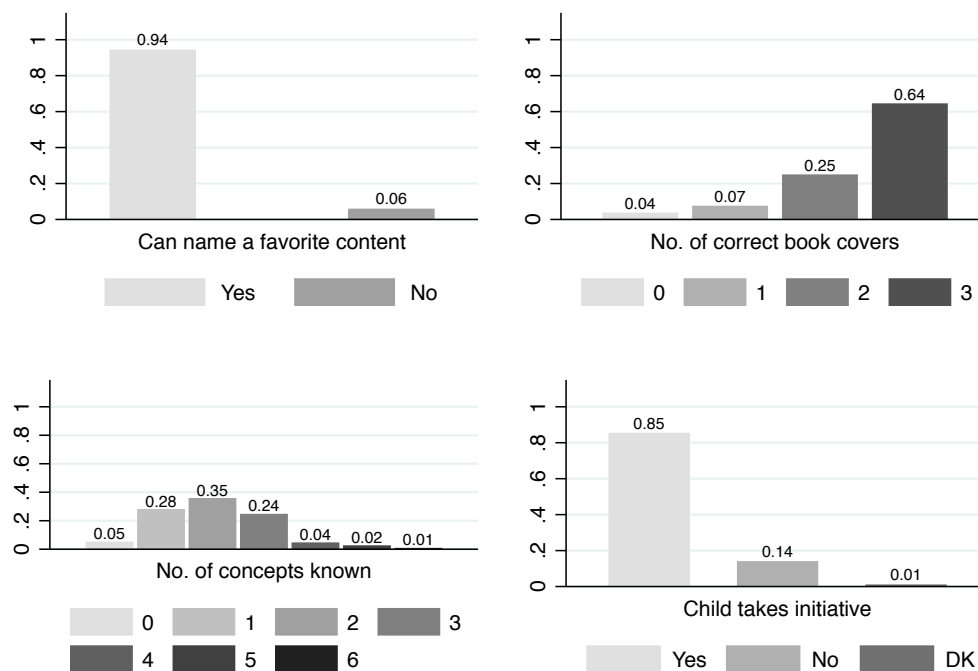 0 .2 .4 .6 .8 1
0.94
0.06
Can name a favorite content
Yes No
0 .2 .4 .6 .8 1
0.04
0.07
0.25
0.64
No. of correct book covers
0 1 2 3
0 .2 .4 .6 .8 1
0.05
0.28
0.35
0.24
0.04
0.02
0.01
No. of concepts known
0 1 2 3
4 5 6
0 .2 .4 .6 .8 1
0.85
0.14
0.01
Child takes initiative
Yes No DK